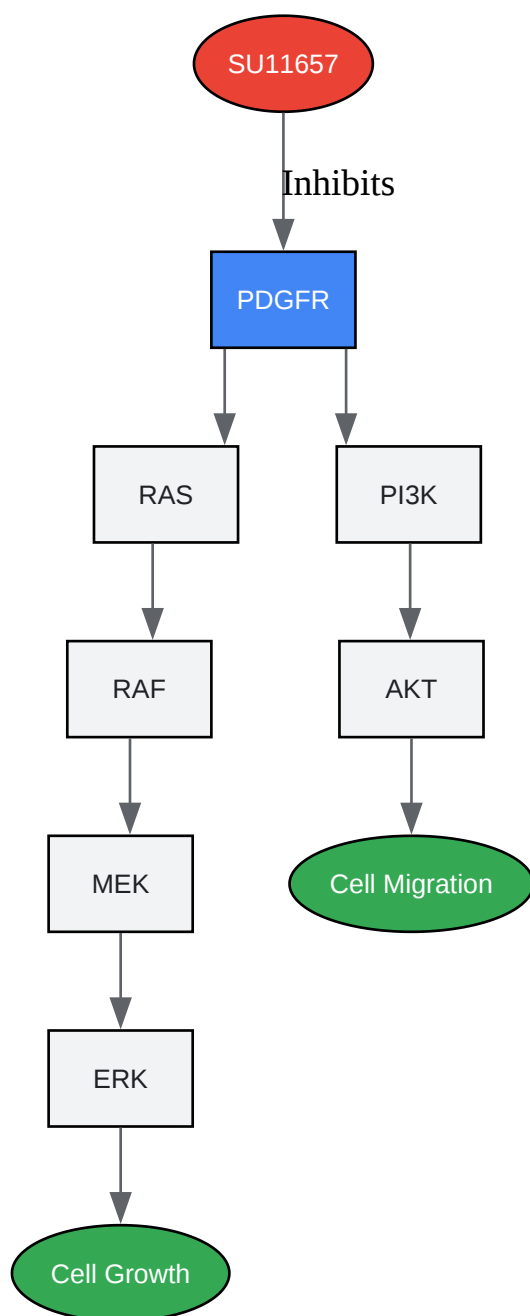 SU11657
Inhibits
PDGFR
RAS
PI3K
RAF
AKT
MEK
Cell Migration
ERK
Cell Growth